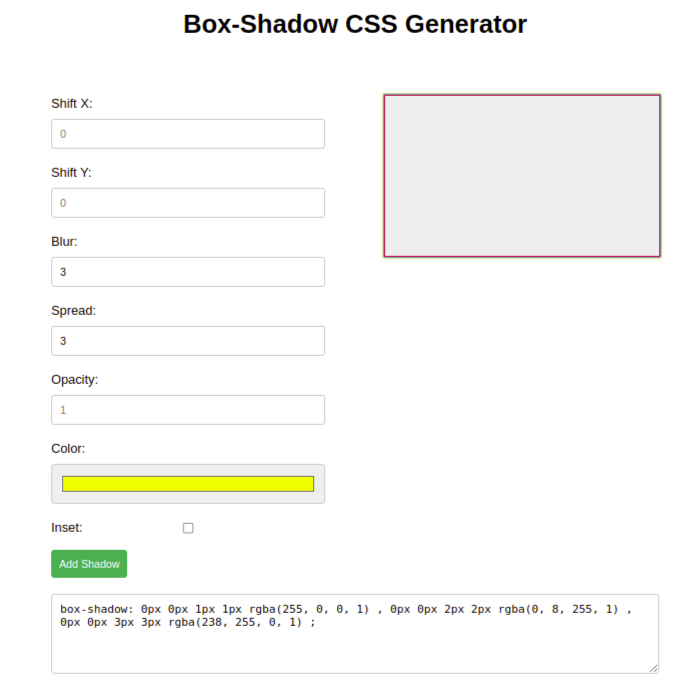 Box-Shadow CSS Generator
Shift X:
0
Shift Y:
0
Blur:
3
Spread:
3
Opacity:
1
Color:
Inset:
Add Shadow
box-shadow: 0px 0px 1px 1px rgba(255, 0, 0, 1) , 0px 0px 2px 2px rgba(0, 8, 255, 1) ,
0px 0px 3px 3px rgba(238, 255, 0, 1) ;